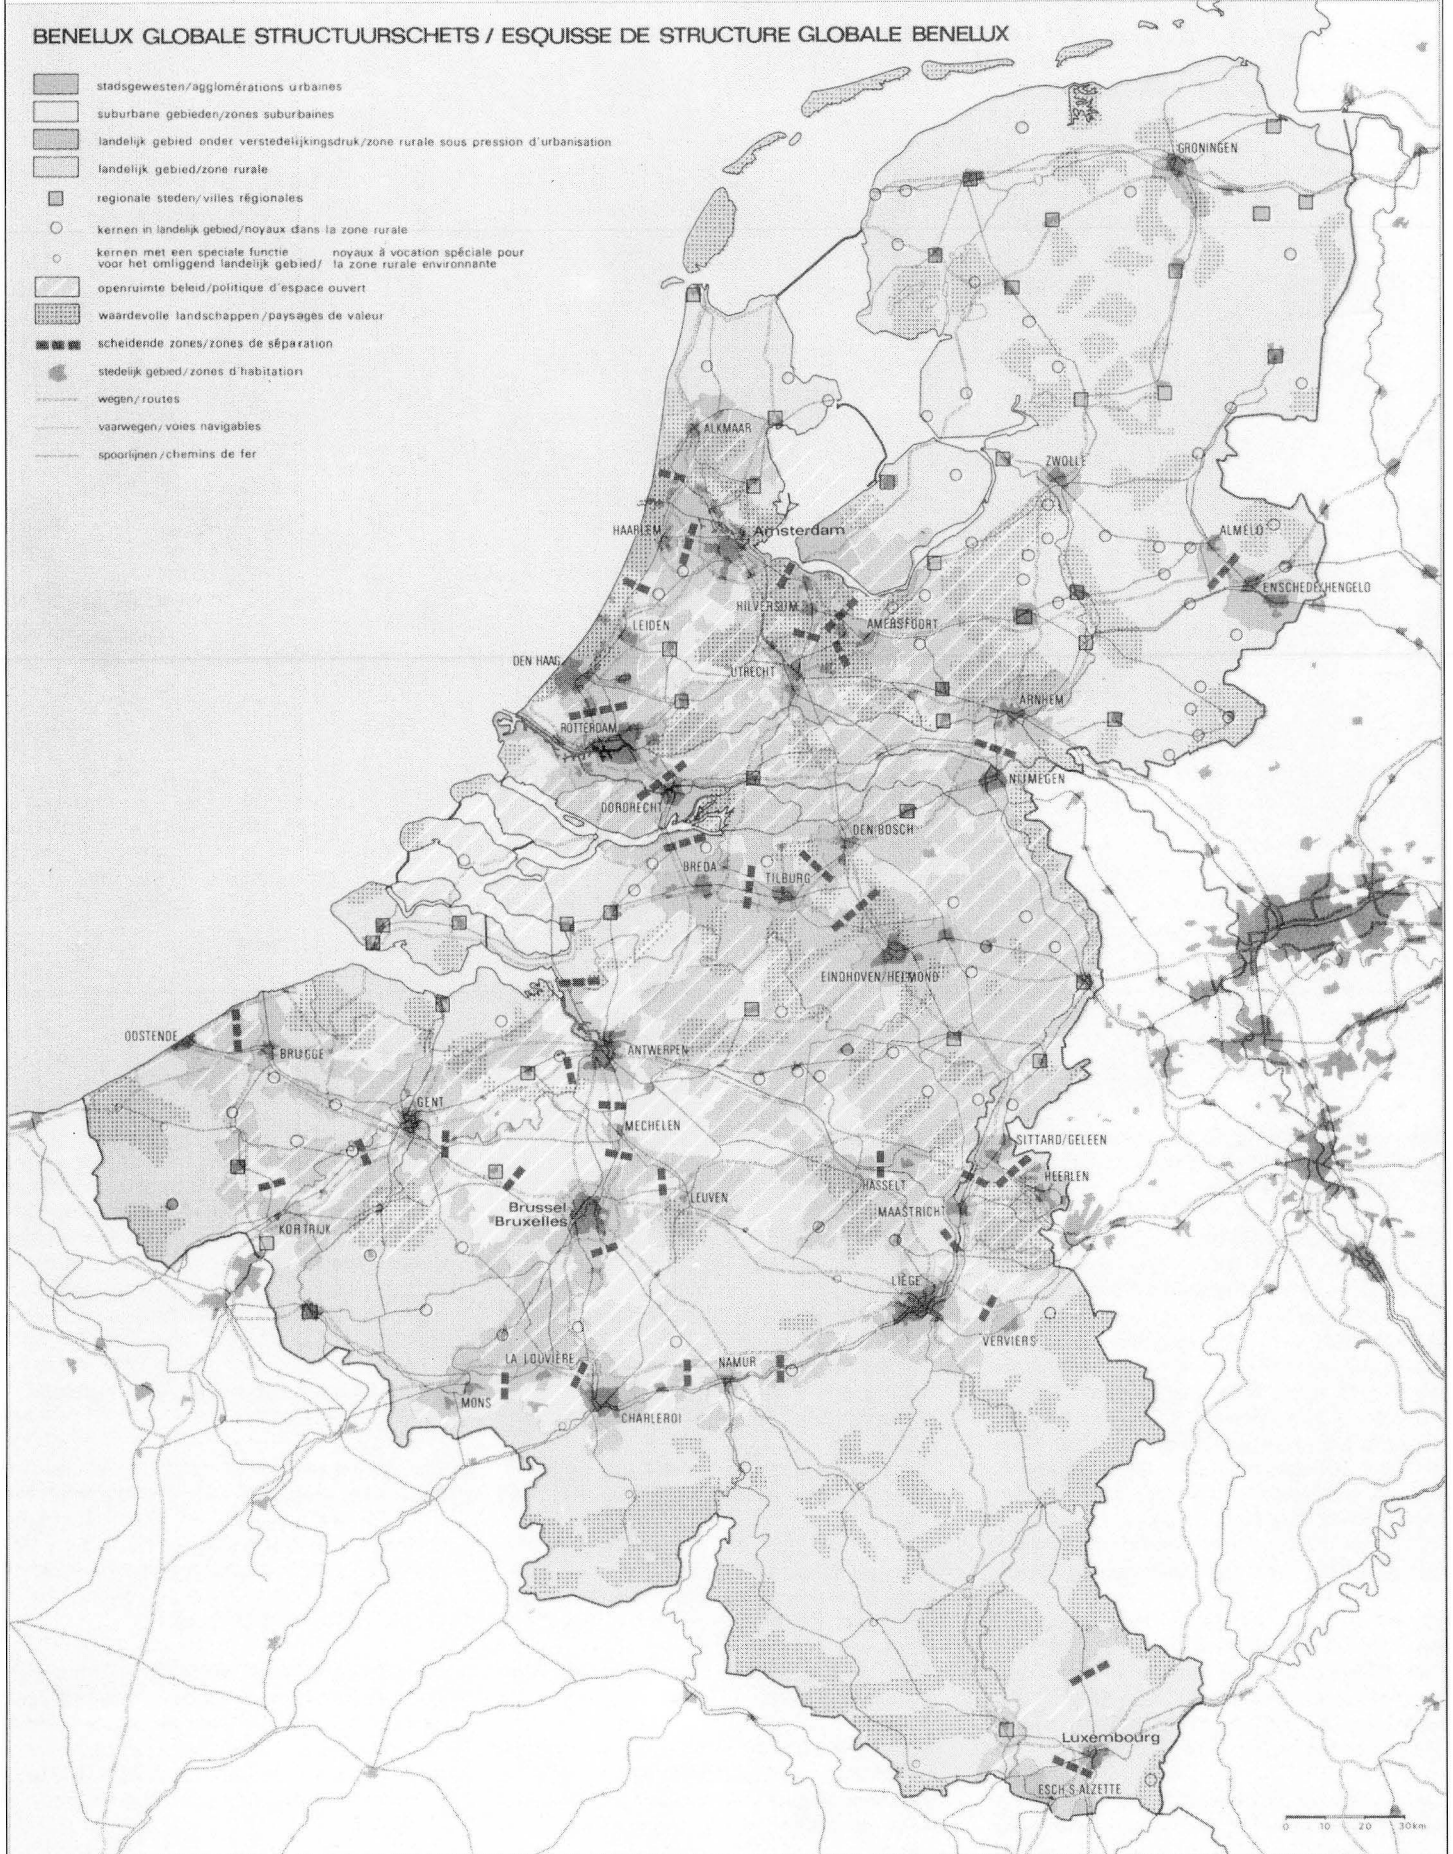 BENELUX GLOBALE STRUCTUURSCHETS / ESQUISSE DE STRUCTURE GLOBALE BENELUX
stadsgewesten/agglomérations urbaines
suburbane gebieden/zones suburbaines
landelijk gebied onder verstedelijkingsdruk/zone rurale sous pression d'urbanisation
landelijk gebied/zone rurale
regionale steden/villes régionales
kernen in landelijk gebied/noyaux dans la zone rurale
kernen met een speciale functie noyaux à vocation spéciale pour
voor het omliggend landelijk gebied/ la zone rurale environnante
openruimte beleid/politique d'espace ouvert
waardevolle landschappen/paysages de valeur
scheidende zones/zones de séparation
stedelijk gebied/zones d'habitation
wegen/routes
vaarwegen/voies navigables
spoorlijnen/chemins de fer
GRONINGEN
ALKMAAR
ZWOLLE
HAARLEM
Amsterdam
ALMELO
ENSCHEDE/HENGELO
HILVERSUM
AMERSFOORT
LEIDEN
DEN HAAG
UTRECHT
ARNHEM
ROTTERDAM
NIJMEGEN
DORDRECHT
DEN BOSCH
BREDA
TILBURG
EINDHOVEN/HELMOND
OOSTENDE
BRUGGE
ANTWERPEN
GENT
MECHELEN
SITTARD/GELEEN
HEERLEN
HASSELT
LEUVEN
MAASTRICHT
Brussel
Bruxelles
KORTRIJK
LIÈGE
VERVIERS
LA LOUVIÈRE
NAMUR
MONS
CHARLEROI
Luxembourg
ESCH S ALZETTE
0 10 20 30km